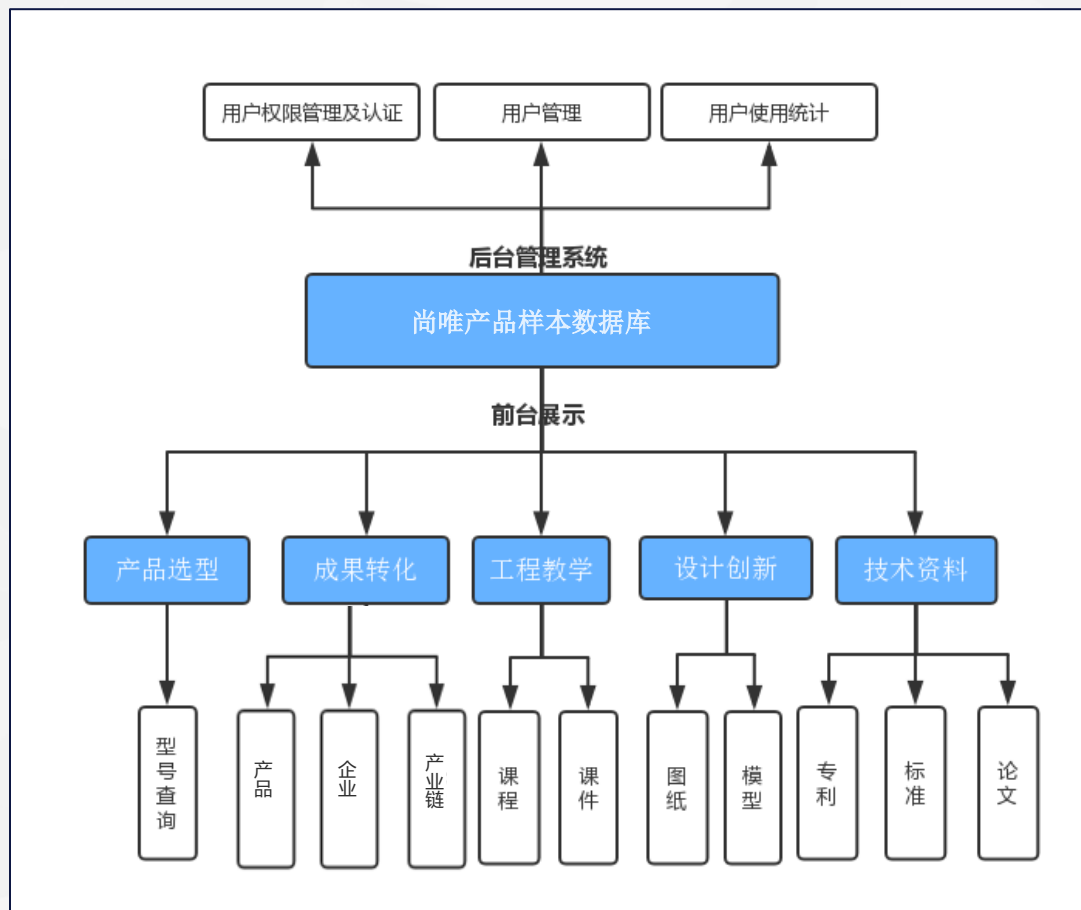 用户权限管理及认证
用户管理
用户使用统计
后台管理系统
尚唯产品样本数据库
前台展示
产品选型
成果转化
工程教学
设计创新
技术资料
型号查询
产品
企业
产业链
课程
课件
图纸
模型
专利
标准
论文